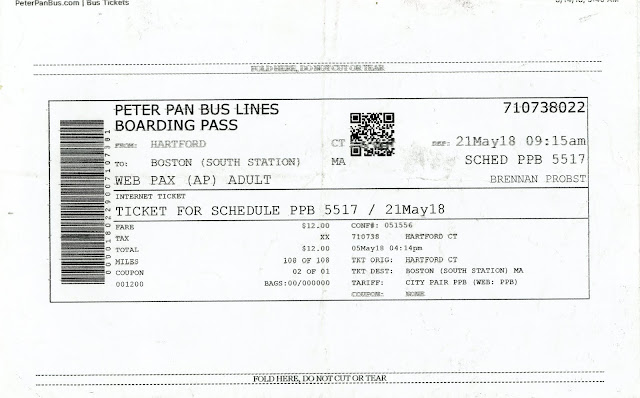 PeterPanBus.com | Bus Tickets
FOLD HERE, DO NOT CUT OR TEAR
PETER PAN BUS LINES 710738022
BOARDING PASS
FROM: HARTFORD CT DEP: 21May18 09:15am
TO: BOSTON (SOUTH STATION) MA SCHED PPB 5517
WEB PAX (AP) ADULT BRENNAN PROBST
INTERNET TICKET
TICKET FOR SCHEDULE PPB 5517 / 21May18
FARE $12.00 CONF#: 051556
TAX XX 710738 HARTFORD CT
TOTAL $12.00 05May18 04:14pm
MILES 108 OF 108 TKT ORIG: HARTFORD CT
COUPON 02 OF 01 TKT DEST: BOSTON (SOUTH STATION) MA
001200 BAGS:00/000000 TARIFF: CITY PAIR PPB (WEB: PPB)
COUPON: NONE
FOLD HERE, DO NOT CUT OR TEAR